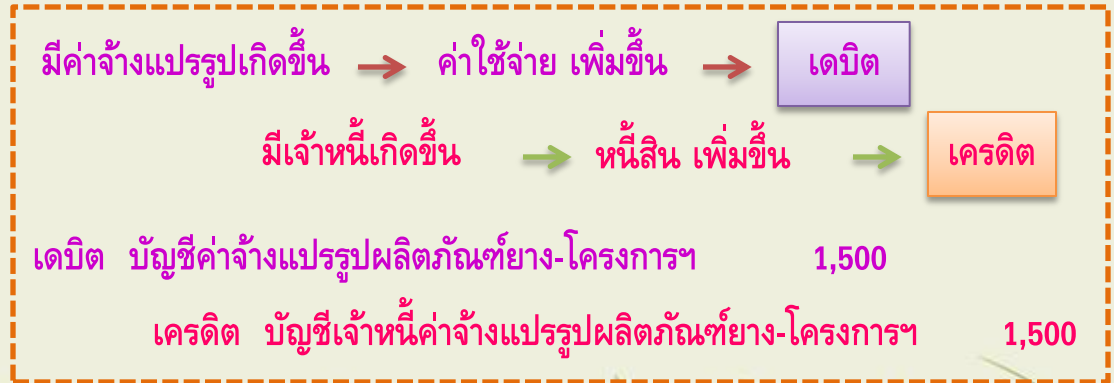 มีค่าจ้างแปรรูปเกิดขึ้น ค่าใช้จ่าย เพิ่มขึ้น เดบิต
มีเจ้าหนี้เกิดขึ้น หนี้สิน เพิ่มขึ้น เครดิต
เดบิต บัญชีค่าจ้างแปรรูปผลิตภัณฑ์ยาง-โครงการฯ 1,500
เครดิต บัญชีเจ้าหนี้ค่าจ้างแปรรูปผลิตภัณฑ์ยาง-โครงการฯ 1,500